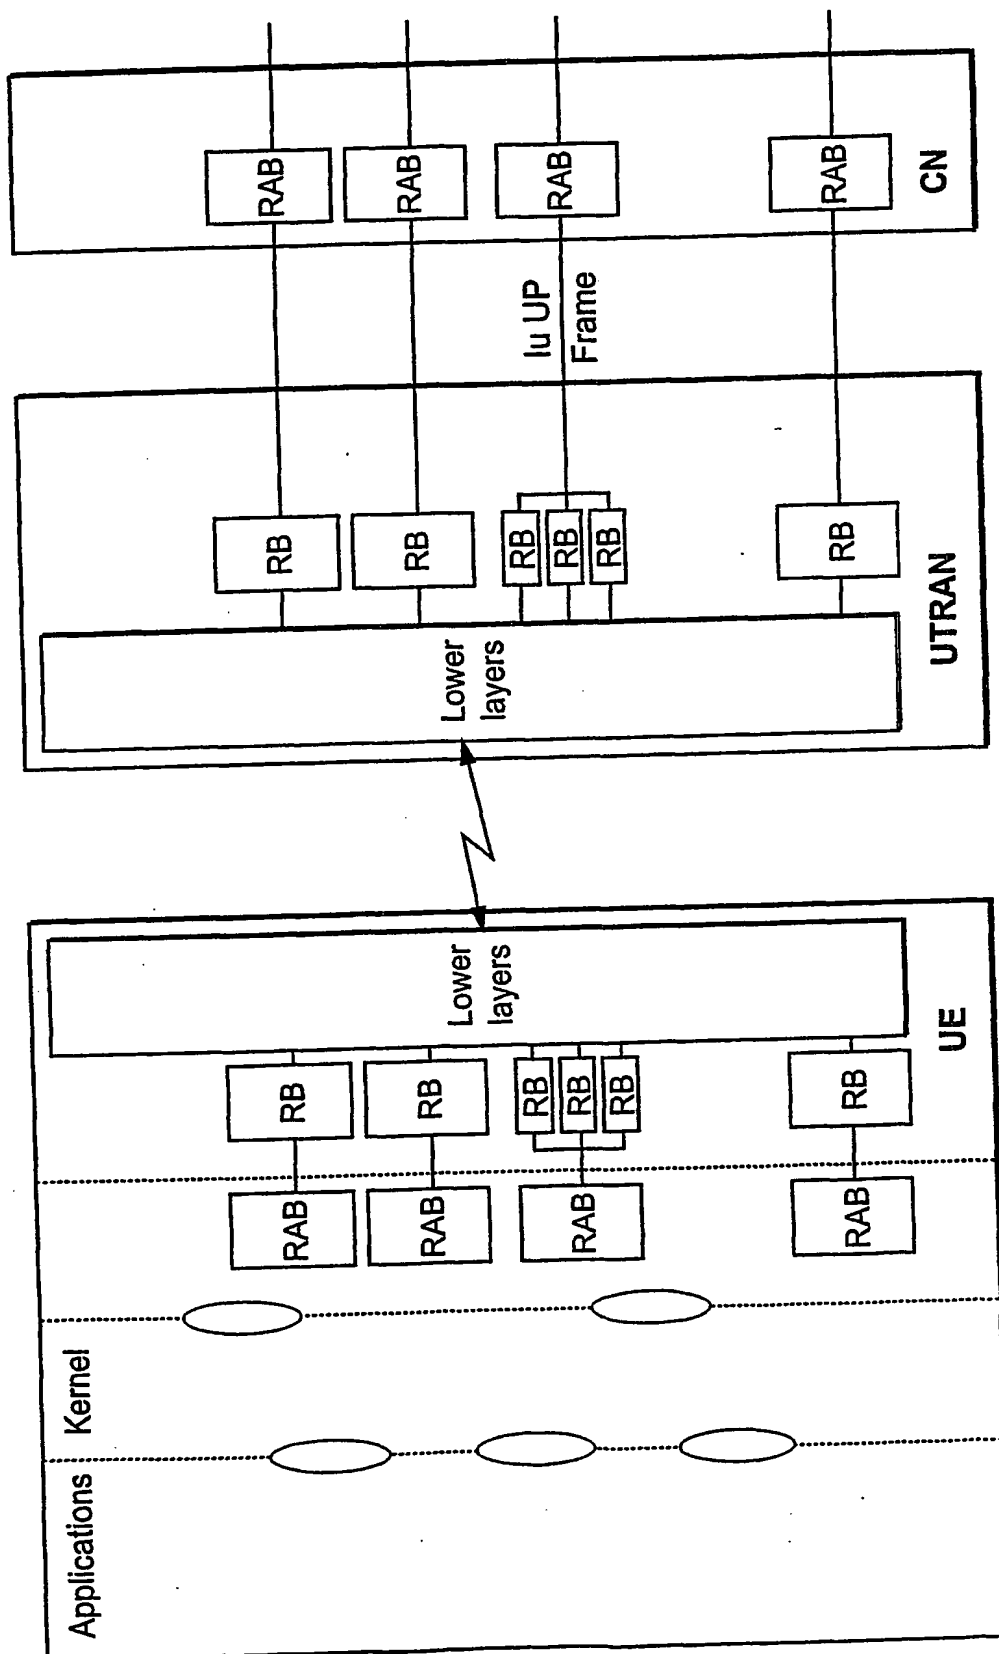 Applications
Kernel
RAB
RB
RB
RAB
RAB
RB
RB
RAB
Lower
layers
Lower
layers
Iu UP
Frame
RAB
RB
RB
RB
RB
RB
RB
RAB
RAB
RB
RB
RAB
UE
UTRAN
CN